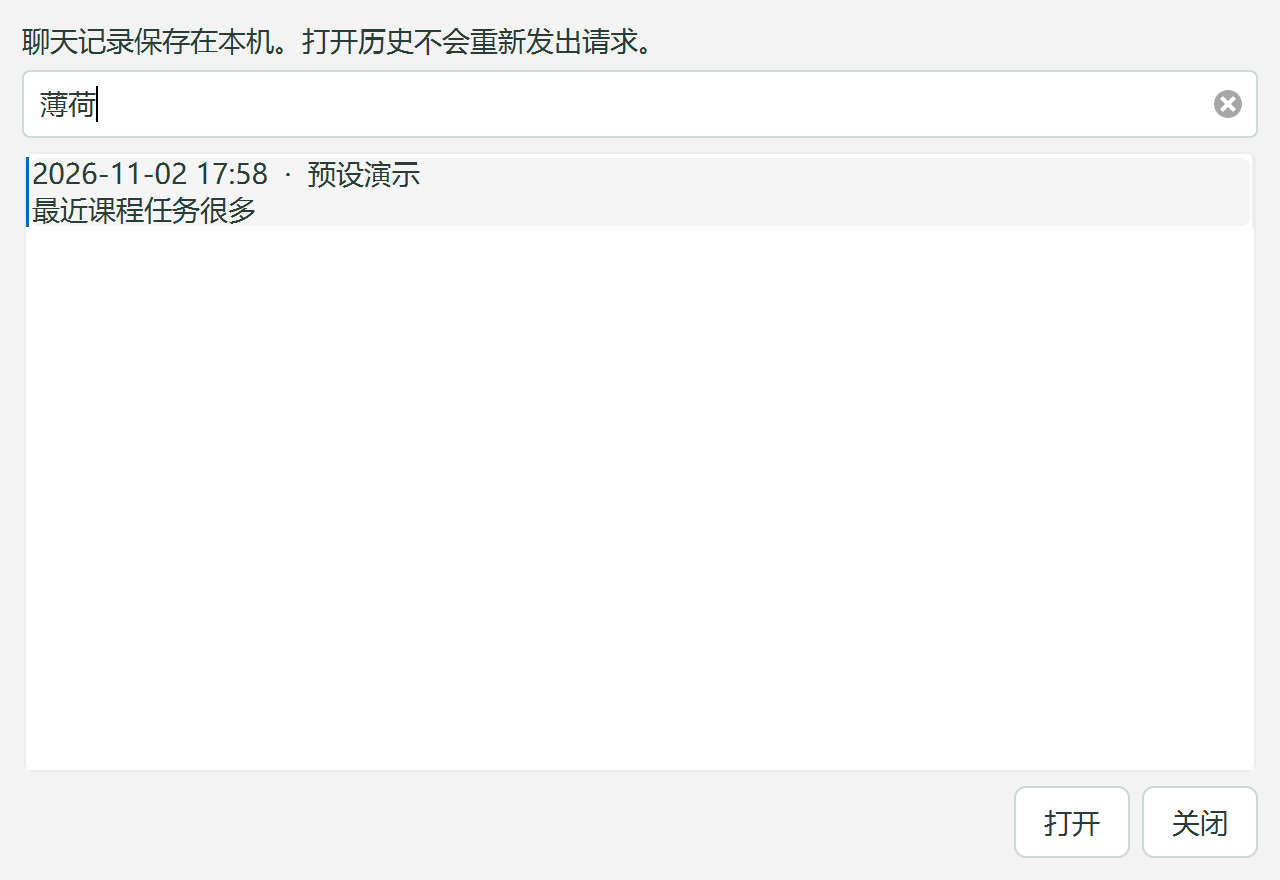 聊天记录保存在本机。打开历史不会重新发出请求。
薄荷
2026-11-02 17:58 · 预设演示
最近课程任务很多
打开
关闭